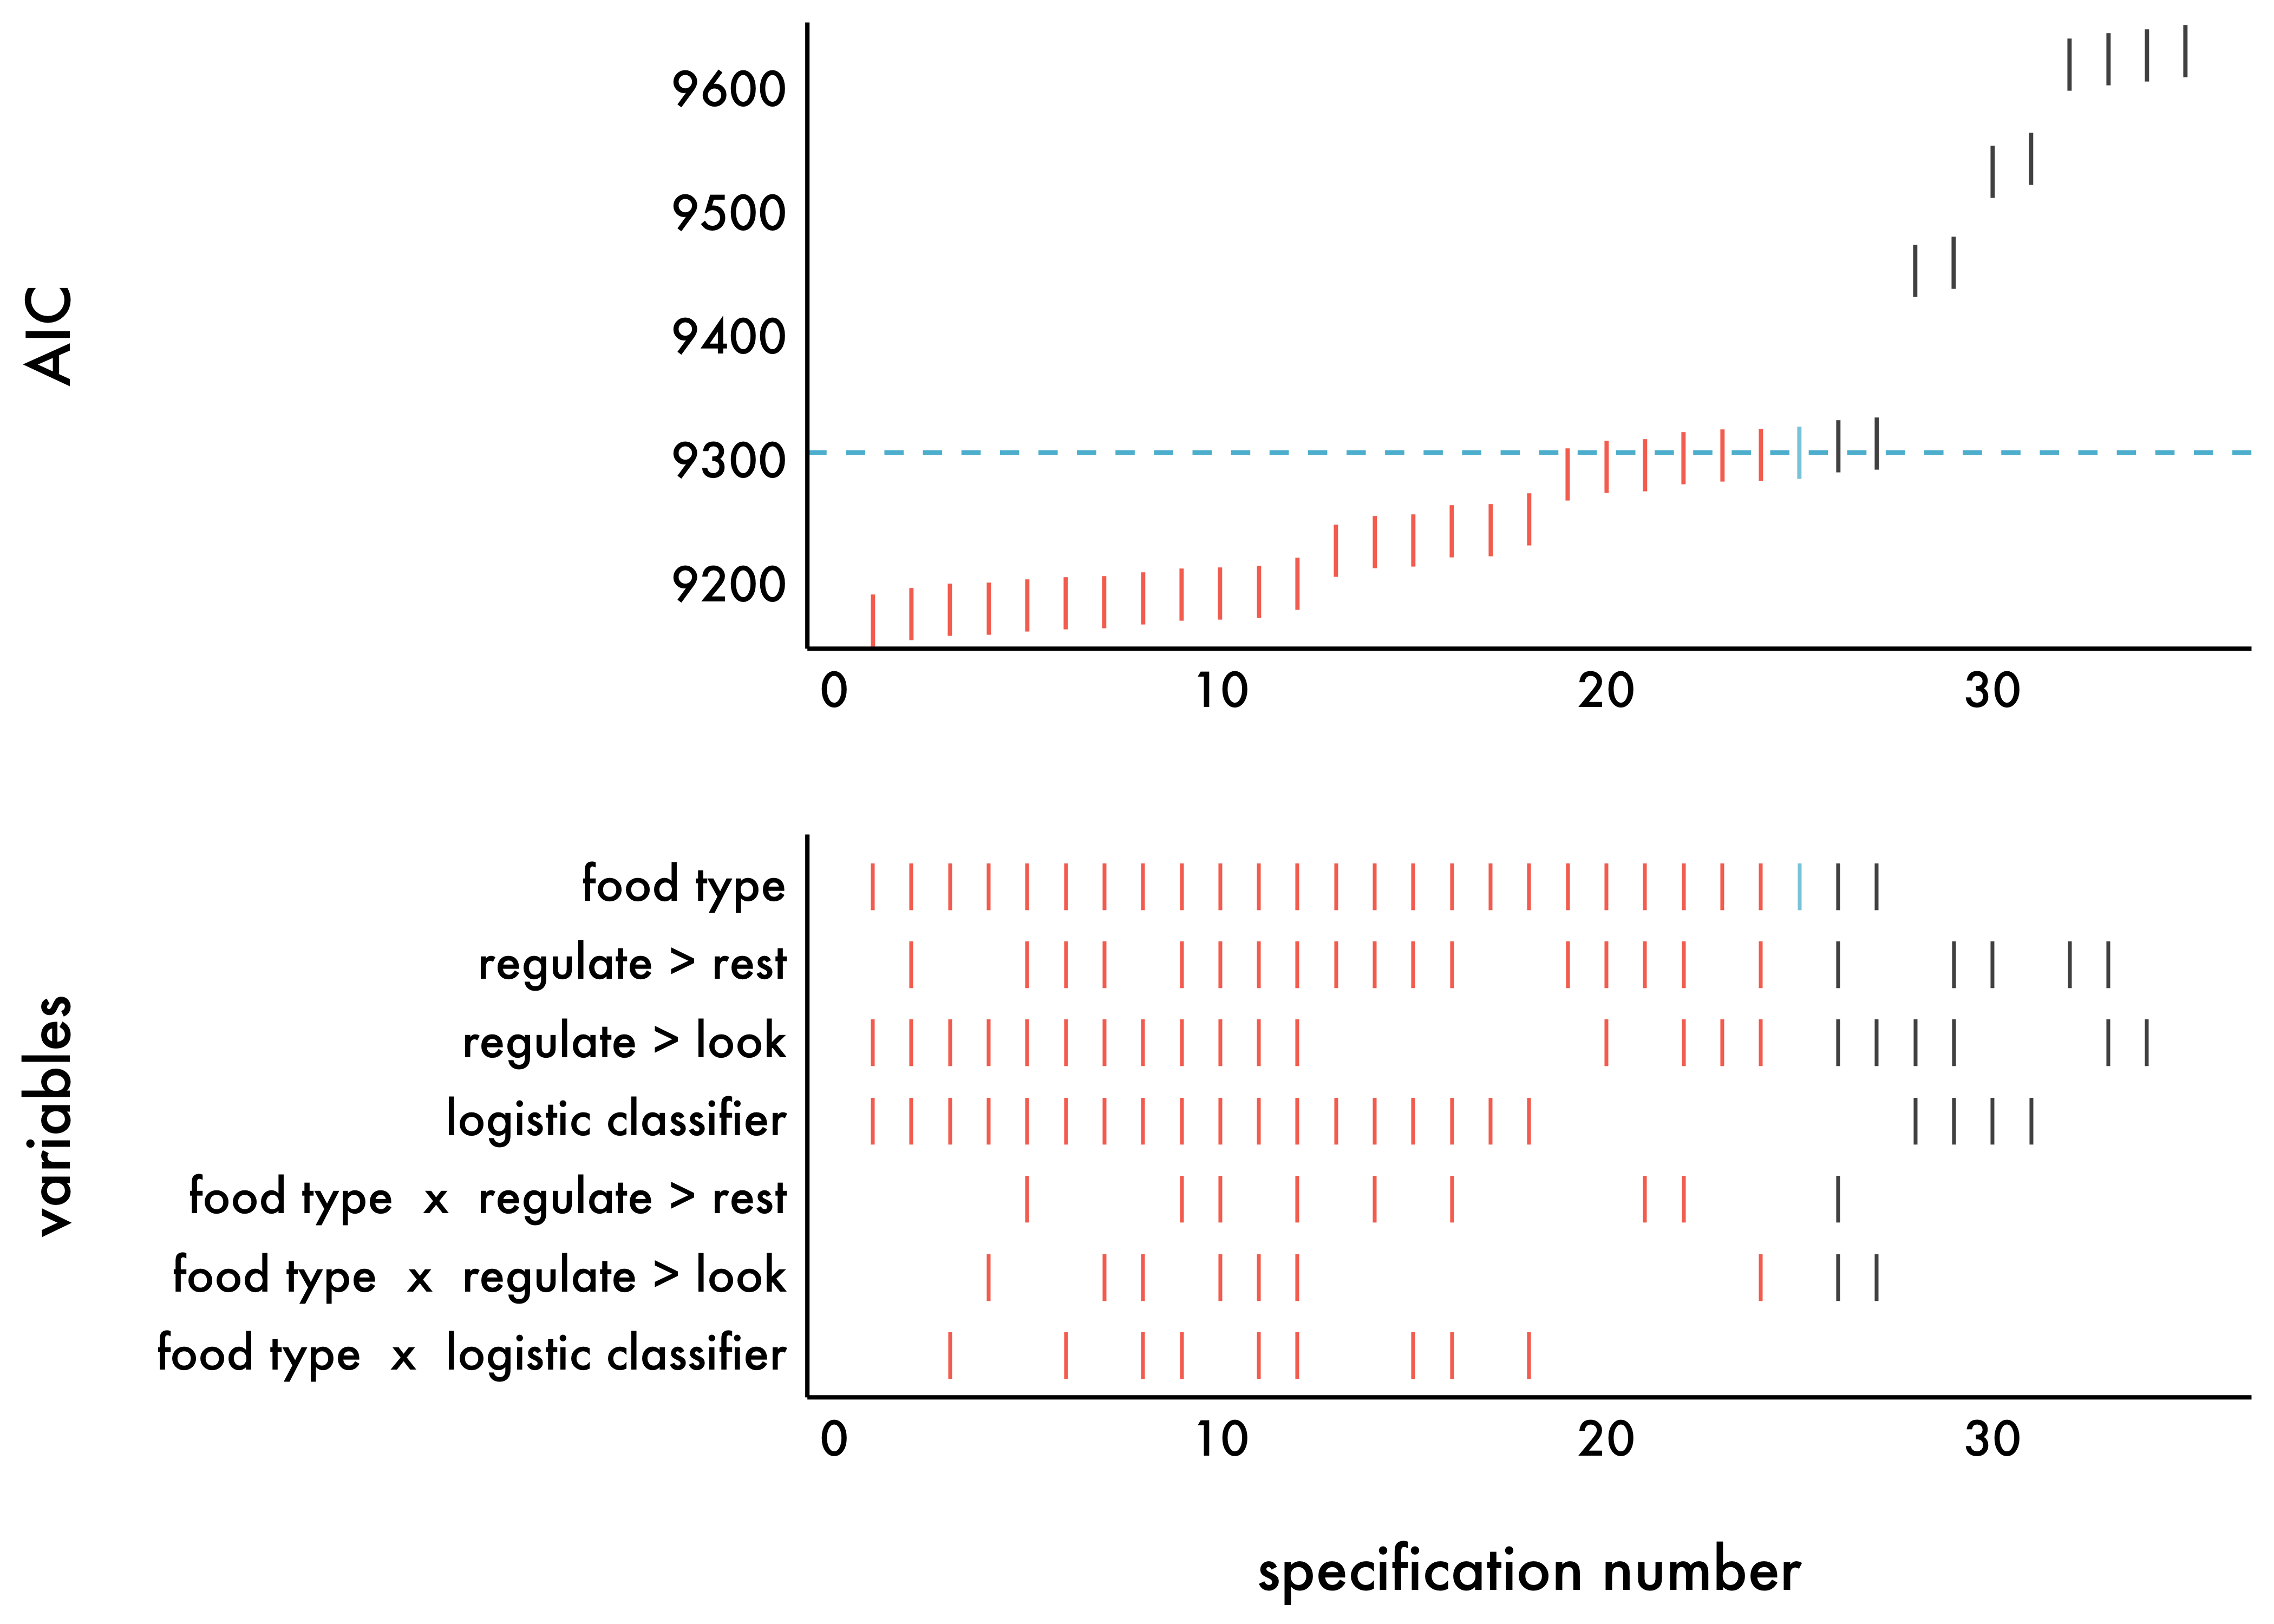 AIC
9600
9500
9400
9300
9200
0 10 20 30
variables
food type
regulate > rest
regulate > look
logistic classifier
food type x regulate > rest
food type x regulate > look
food type x logistic classifier
0 10 20 30
specification number